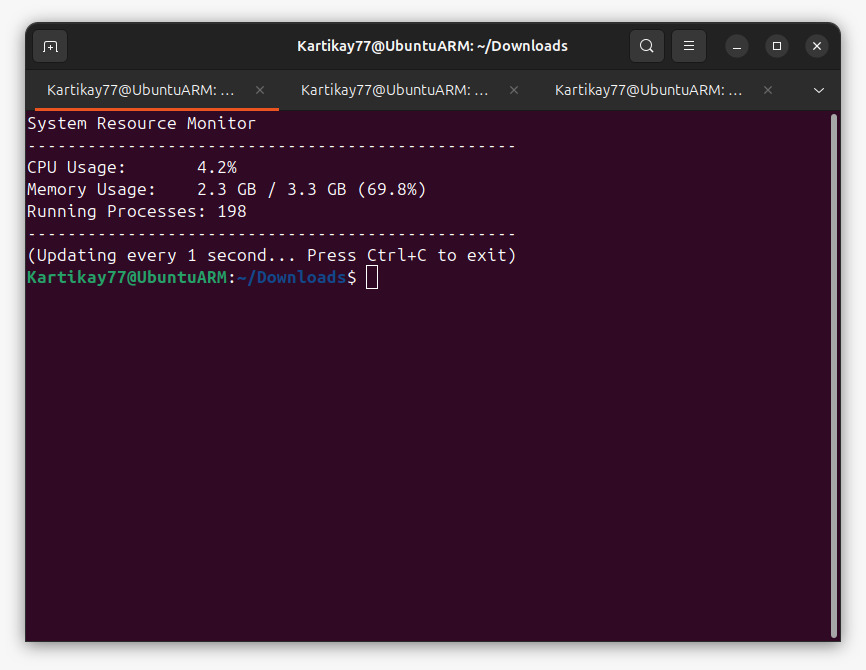 Kartikay77@UbuntuARM: ~/Downloads
Kartikay77@UbuntuARM: ... Kartikay77@UbuntuARM: ... Kartikay77@UbuntuARM: ...
System Resource Monitor
-------------------------------------------------
CPU Usage:       4.2%
Memory Usage:    2.3 GB / 3.3 GB (69.8%)
Running Processes: 198
-------------------------------------------------
(Updating every 1 second... Press Ctrl+C to exit)
Kartikay77@UbuntuARM:~/Downloads$